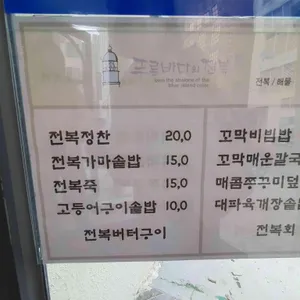 전복 / 해물
전복정찬 20,0
전복가마솥밥 15,0
전복죽 15,0
고등어구이솥밥 10,0
전복버터구이
꼬막비빔밥
꼬막매운칼국
매콤쭈꾸미덮
대파육개장솥밥
전복회